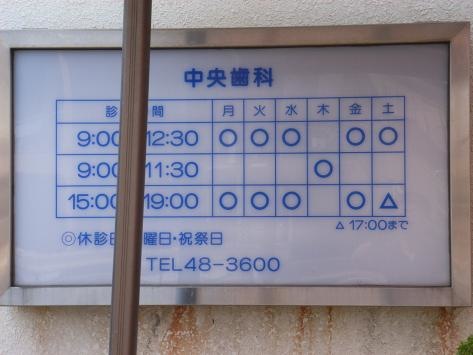 中央歯科
診 間 月 火 水 木 金 土
9:00 12:30 ○ ○ ○ ○ ○
9:00 11:30 ○
15:00 19:00 ○ ○ ○ ○ △
△ 17:00まで
◎休診日 曜日・祝祭日
TEL48-3600